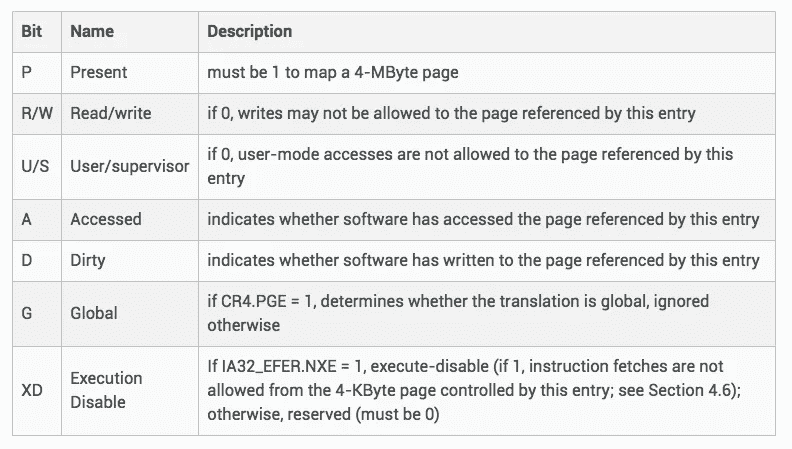 Bit Name Description
P Present must be 1 to map a 4-MByte page
R/W Read/write if 0, writes may not be allowed to the page referenced by this entry
U/S User/supervisor if 0, user-mode accesses are not allowed to the page referenced by this
entry
A Accessed indicates whether software has accessed the page referenced by this entry
D Dirty indicates whether software has written to the page referenced by this entry
G Global if CR4.PGE = 1, determines whether the translation is global, ignored
otherwise
XD Execution
Disable
If IA32_EFER.NXE = 1, execute-disable (if 1, instruction fetches are not
allowed from the 4-KByte page controlled by this entry; see Section 4.6);
otherwise, reserved (must be 0)